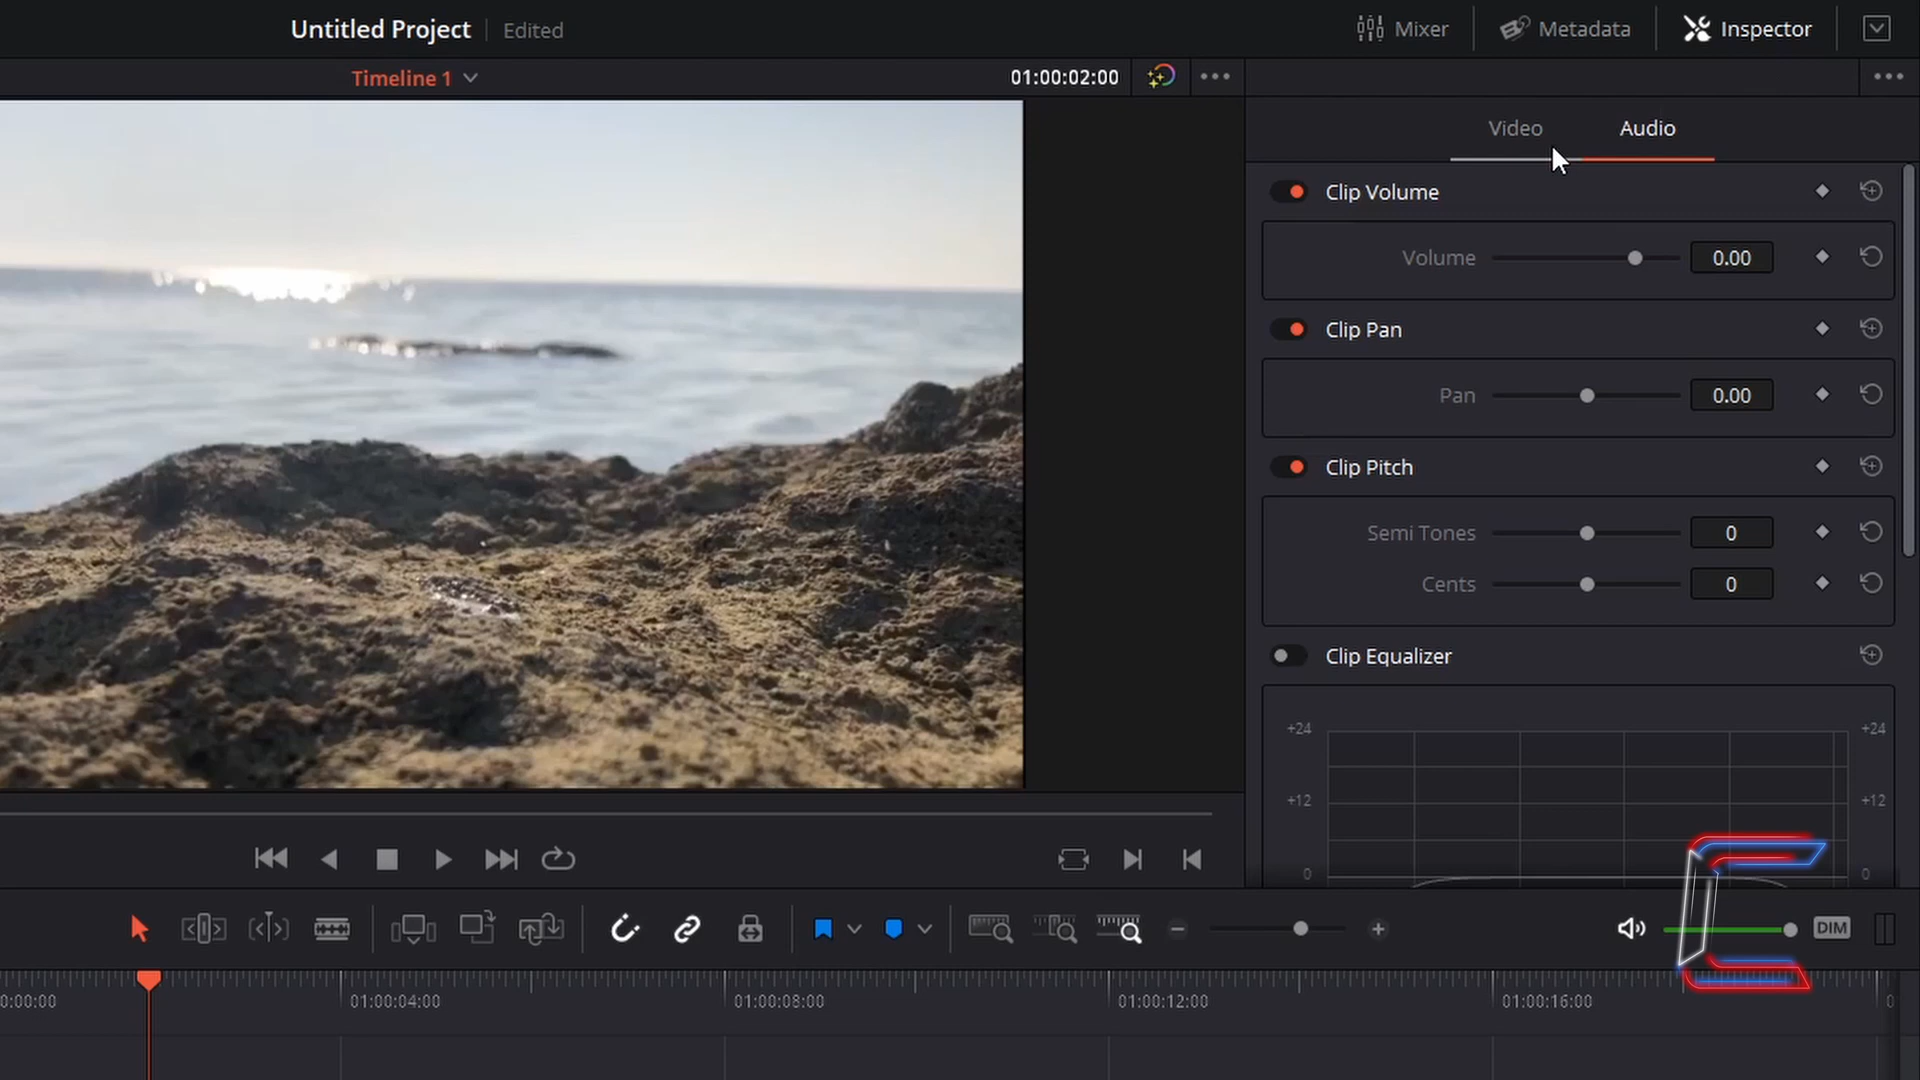 Untitled Project
Edited
Mixer
Metadata
Inspector
Timeline 1
01:00:02:00
Video
Audio
Clip Volume
Volume
0.00
Clip Pan
Pan
0.00
Clip Pitch
Semi Tones
0
Cents
0
Clip Equalizer
+24
+24
+12
+12
0
0
DIM
0:00:00
01:00:04:00
01:00:08:00
01:00:12:00
01:00:16:00
0